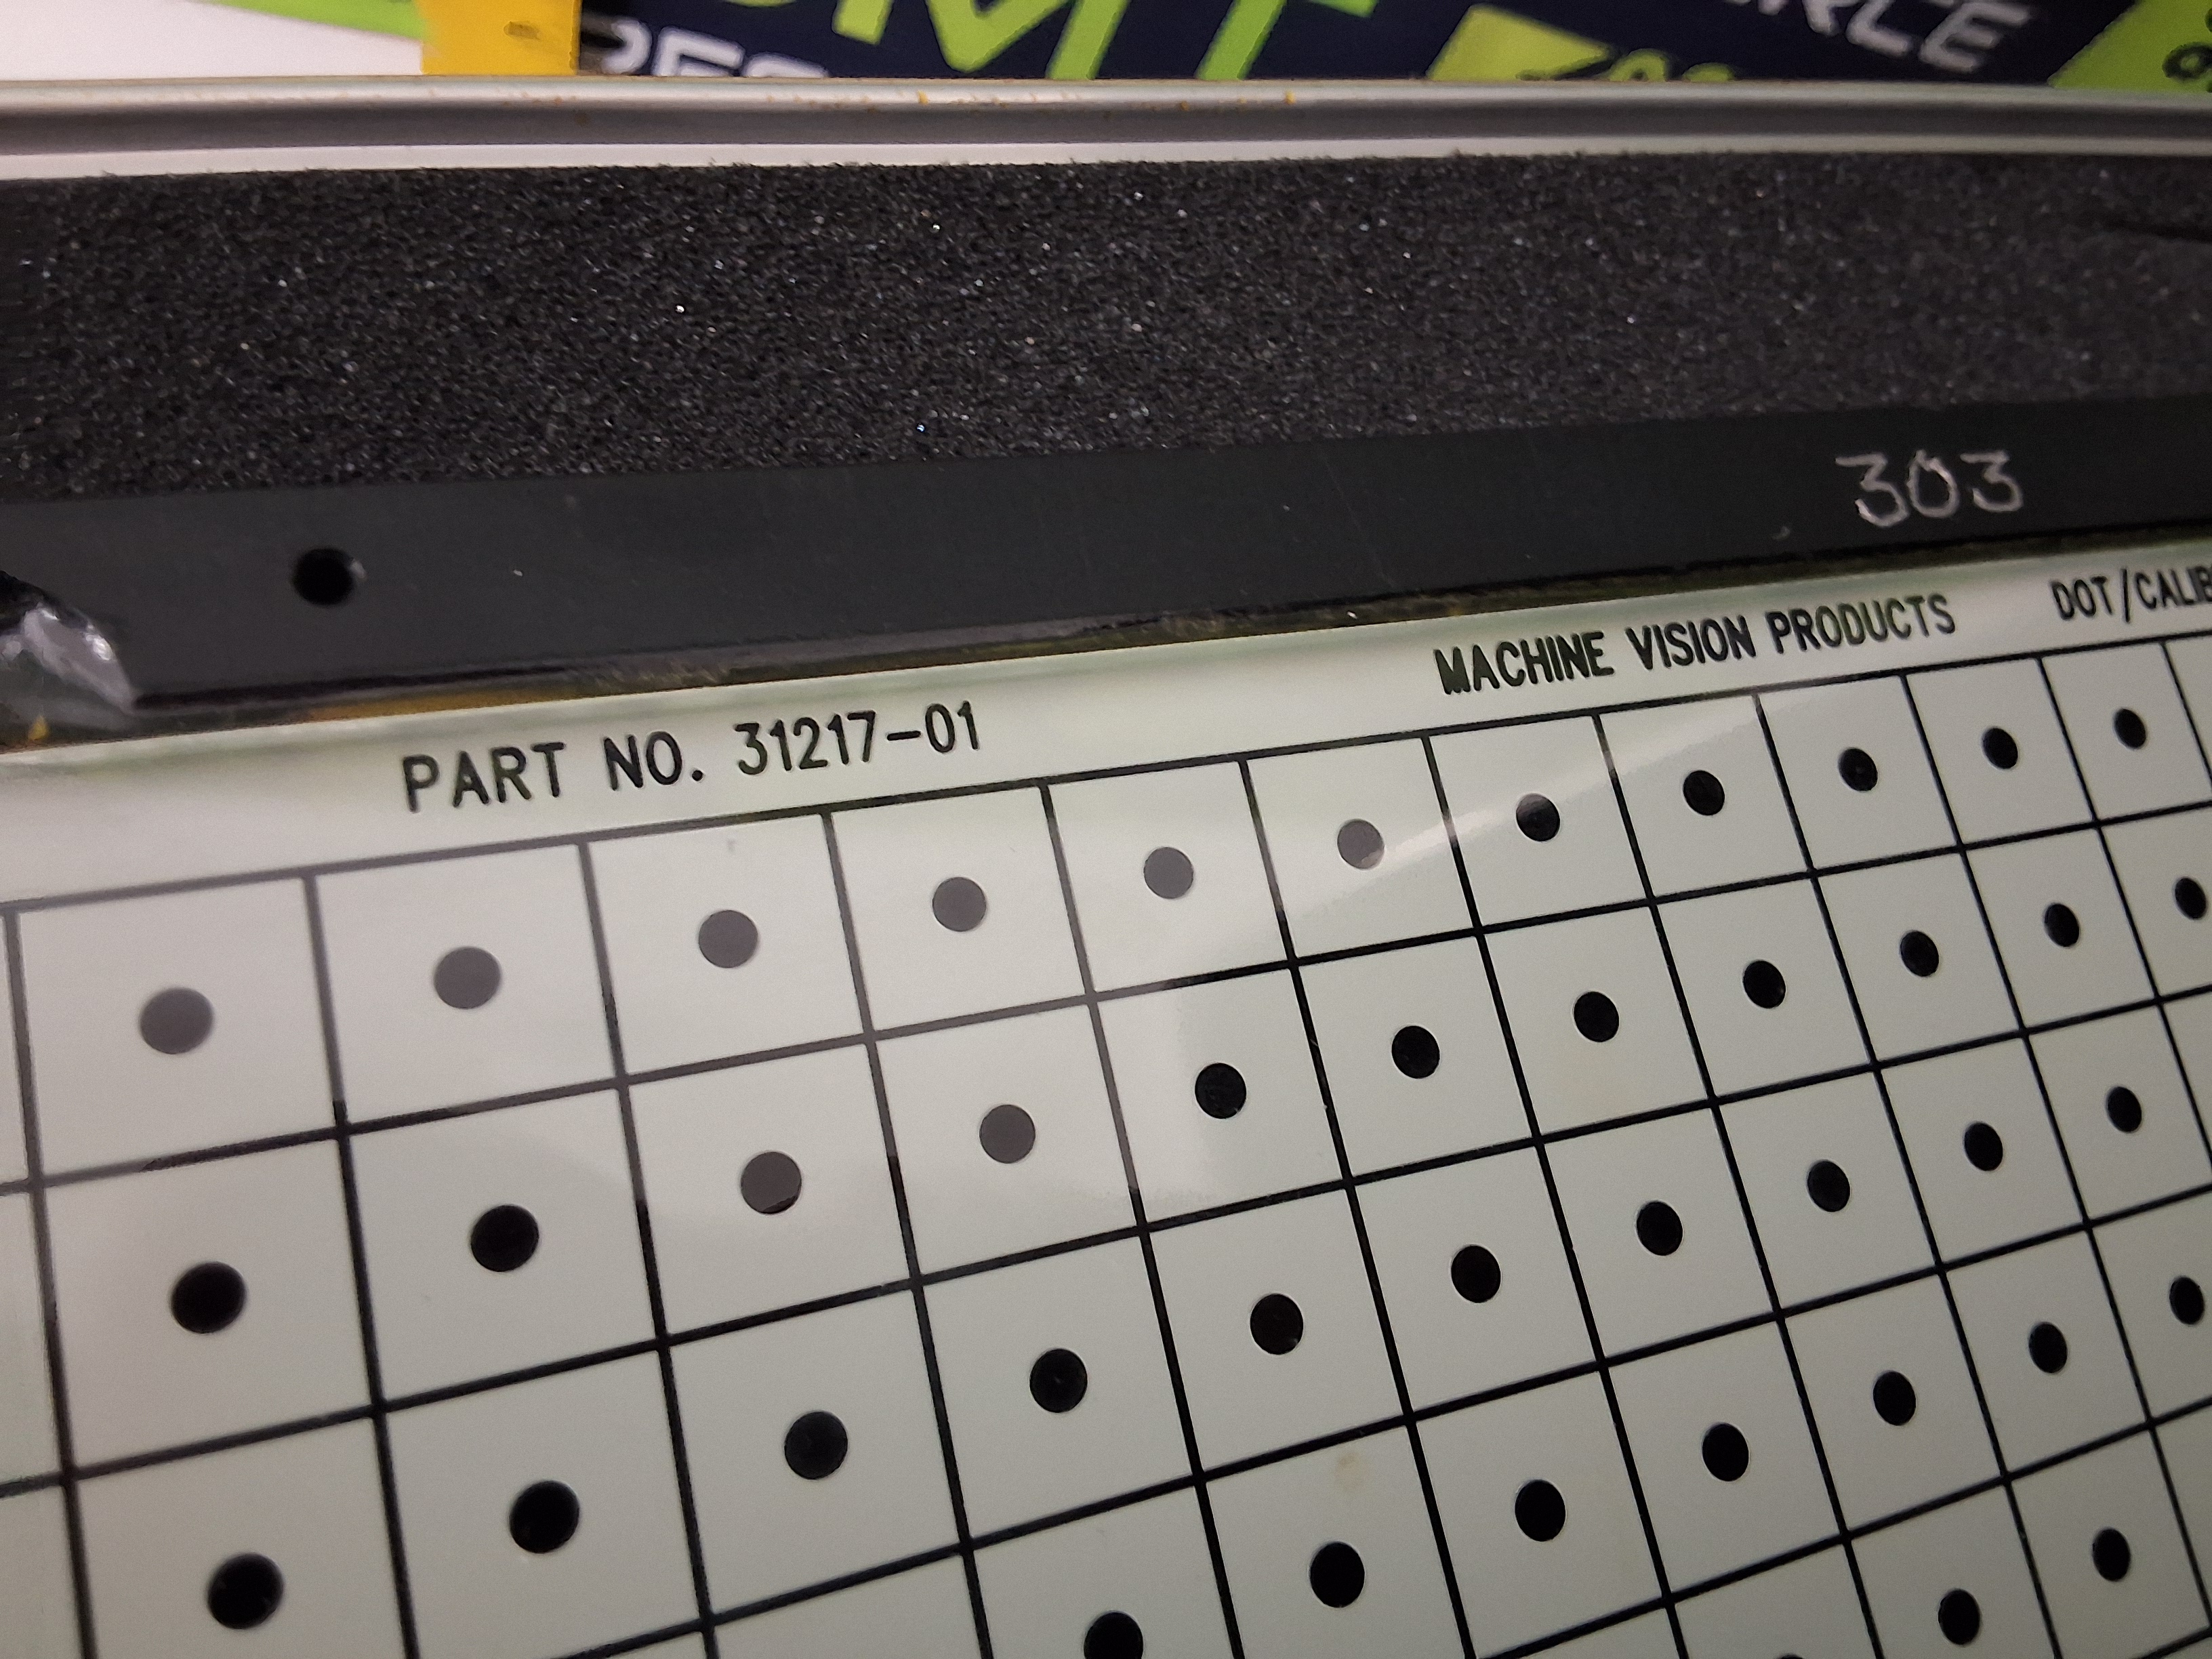 303
PART NO. 31217-01 MACHINE VISION PRODUCTS